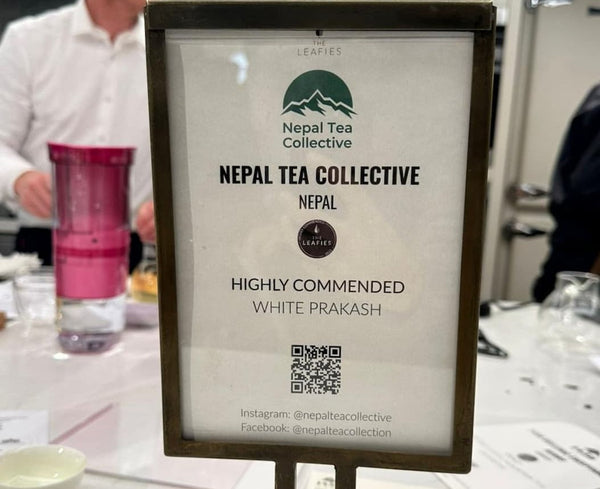 THE
LEAFIES
Nepal Tea
Collective
NEPAL TEA COLLECTIVE
NEPAL
THE
LEAFIES
HIGHLY COMMENDED
WHITE PRAKASH
Instagram: @nepalteacollective
Facebook: @nepalteacollection